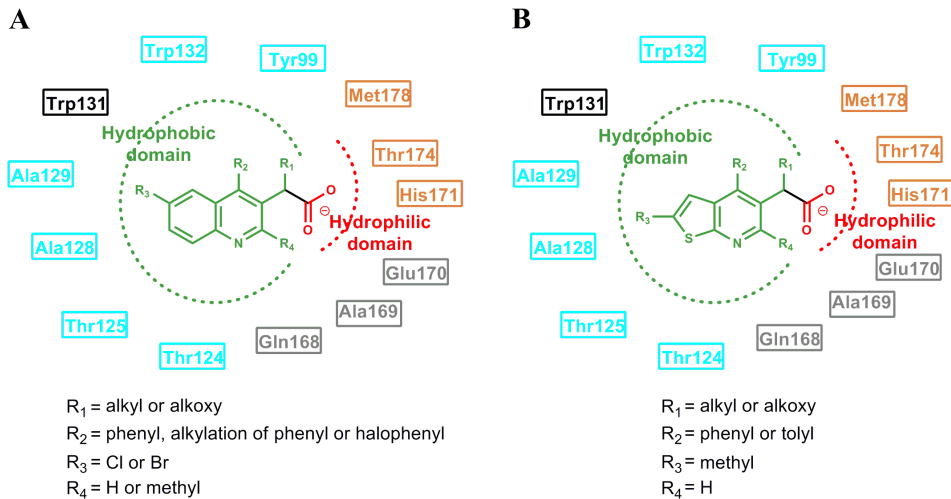 A
Trp132
Tyr99
Met178
Trp131
Hydrophobic
domain
Thr174
Ala129
R2
R1
R3
O
His171
⊖
Hydrophilic
domain
O
Ala128
N
R4
Glu170
Ala169
Thr125
Gln168
Thr124
R1 = alkyl or alkoxy
R2 = phenyl, alkylation of phenyl or halophenyl
R3 = Cl or Br
R4 = H or methyl
B
Trp132
Tyr99
Met178
Trp131
Hydrophobic
domain
Thr174
Ala129
R2
R1
O
His171
R3
⊖
Hydrophilic
domain
O
Ala128
S
N
R4
Glu170
Ala169
Thr125
Gln168
Thr124
R1 = alkyl or alkoxy
R2 = phenyl or tolyl
R3 = methyl
R4 = H